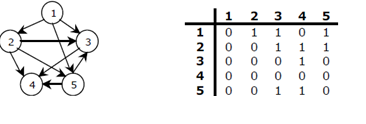 1
2
3
4
5
1 2 3 4 5
1 0 1 1 0 1
2 0 0 1 1 1
3 0 0 0 1 0
4 0 0 0 0 0
5 0 0 1 1 0